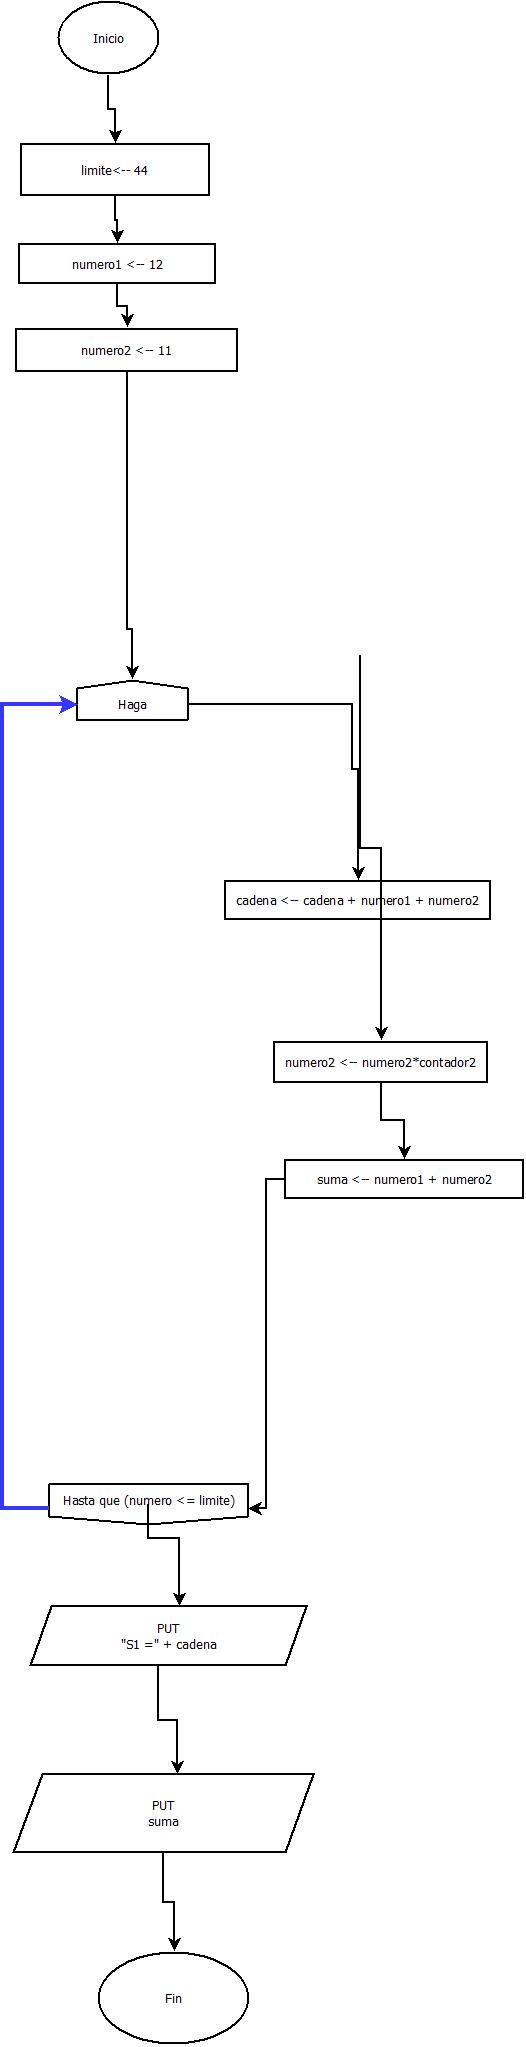 Inicio
limite<-- 44
numero1 <-- 12
numero2 <-- 11
Haga
cadena <-- cadena + numero1 + numero2
numero2 <-- numero2*contador2
suma <-- numero1 + numero2
Hasta que (numero <= limite)
PUT
"S1 =" + cadena
PUT
suma
Fin